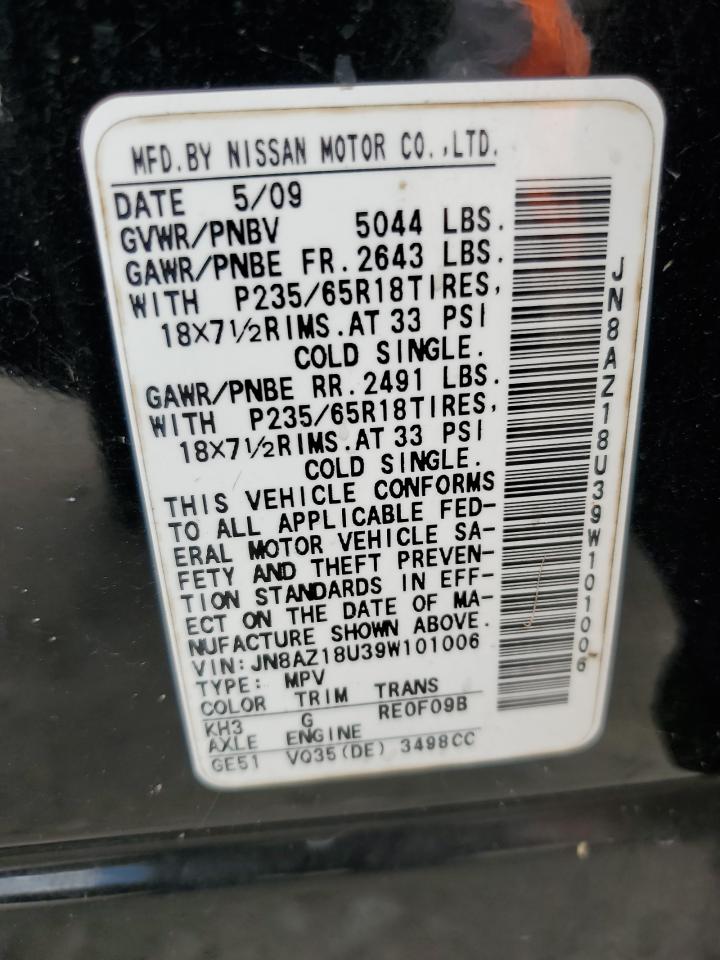 MFD.BY NISSAN MOTOR CO.,LTD.
DATE 5/09
GVWR/PNBV 5044 LBS.
GAWR/PNBE FR.2643 LBS.
WITH P235/65R18TIRES,
18X7½RIMS.AT 33 PSI
COLD SINGLE.
GAWR/PNBE RR.2491 LBS.
WITH P235/65R18TIRES,
18X7½RIMS.AT 33 PSI
COLD SINGLE.
THIS VEHICLE CONFORMS
TO ALL APPLICABLE FED-
ERAL MOTOR VEHICLE SA-
FETY AND THEFT PREVEN-
TION STANDARDS IN EFF-
ECT ON THE DATE OF MA-
NUFACTURE SHOWN ABOVE.
VIN:JN8AZ18U39W101006
TYPE: MPV
COLOR TRIM TRANS
KH3 G RE0F09B
AXLE ENGINE
GE51 VQ35(DE) 3498CC
JN8AZ18U39W101006